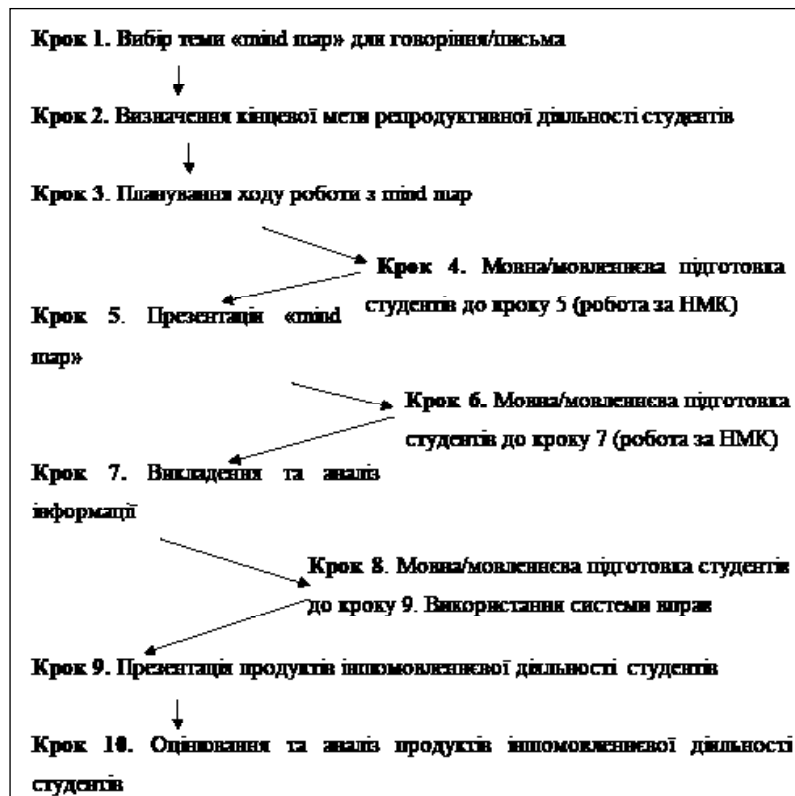 Крок 1. Вибір теми «mind map» для говоріння/письма
Крок 2. Визначення кінцевої мети репродуктивної діяльності студентів
Крок 3. Планування ходу роботи з mind map
Крок 4. Мовна/мовленнєва підготовка
студентів до кроку 5 (робота за НМК)
Крок 5. Презентація «mind
map»
Крок 6. Мовна/мовленнєва підготовка
студентів до кроку 7 (робота за НМК)
Крок 7. Викладення та аналіз
інформації
Крок 8. Мовна/мовленнєва підготовка студентів
до кроку 9. Використання системи вправ
Крок 9. Презентація продуктів іншомовленнєвої діяльності студентів
Крок 10. Оцінювання та аналіз продуктів іншомовленнєвої діяльності
студентів